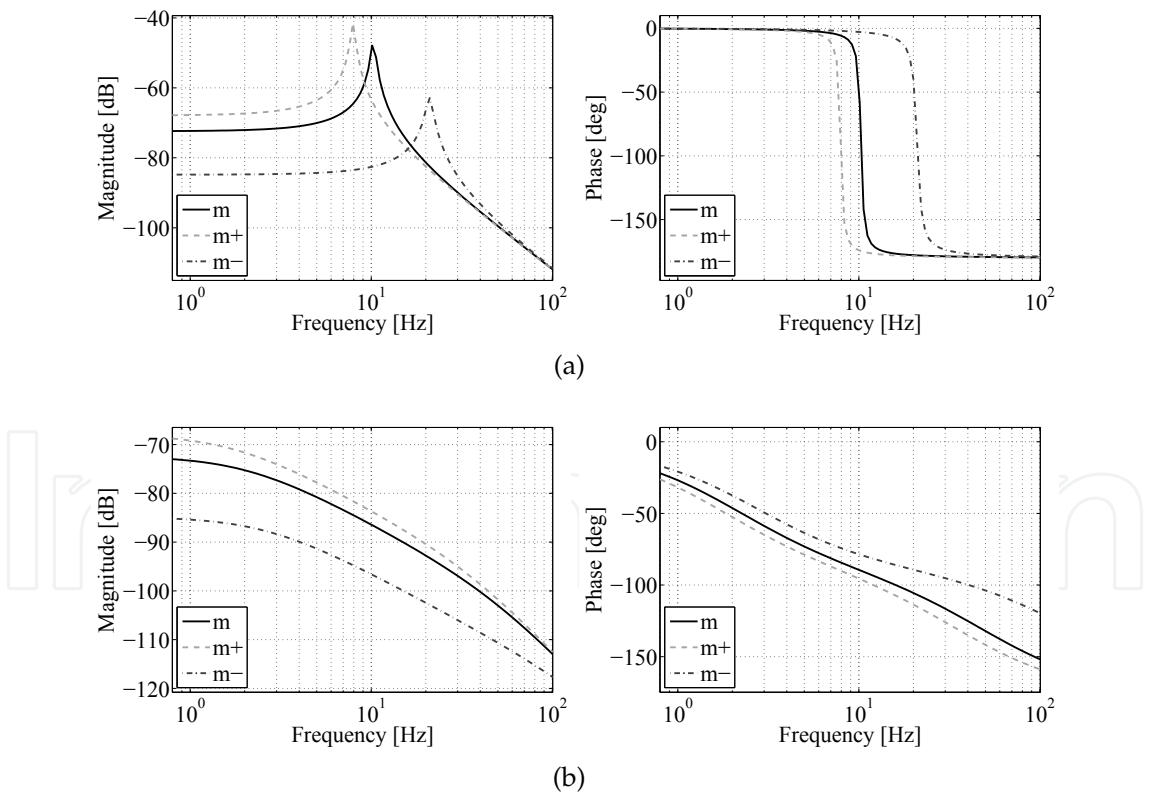 −40
−60
−80
−100
Magnitude [dB]
m
m+
m−
10^0
10^1
10^2
Frequency [Hz]
0
−50
−100
−150
Phase [deg]
m
m+
m−
10^0
10^1
10^2
Frequency [Hz]
(a)
−70
−80
−90
−100
−110
−120
Magnitude [dB]
m
m+
m−
10^0
10^1
10^2
Frequency [Hz]
0
−50
−100
−150
Phase [deg]
m
m+
m−
10^0
10^1
10^2
Frequency [Hz]
(b)